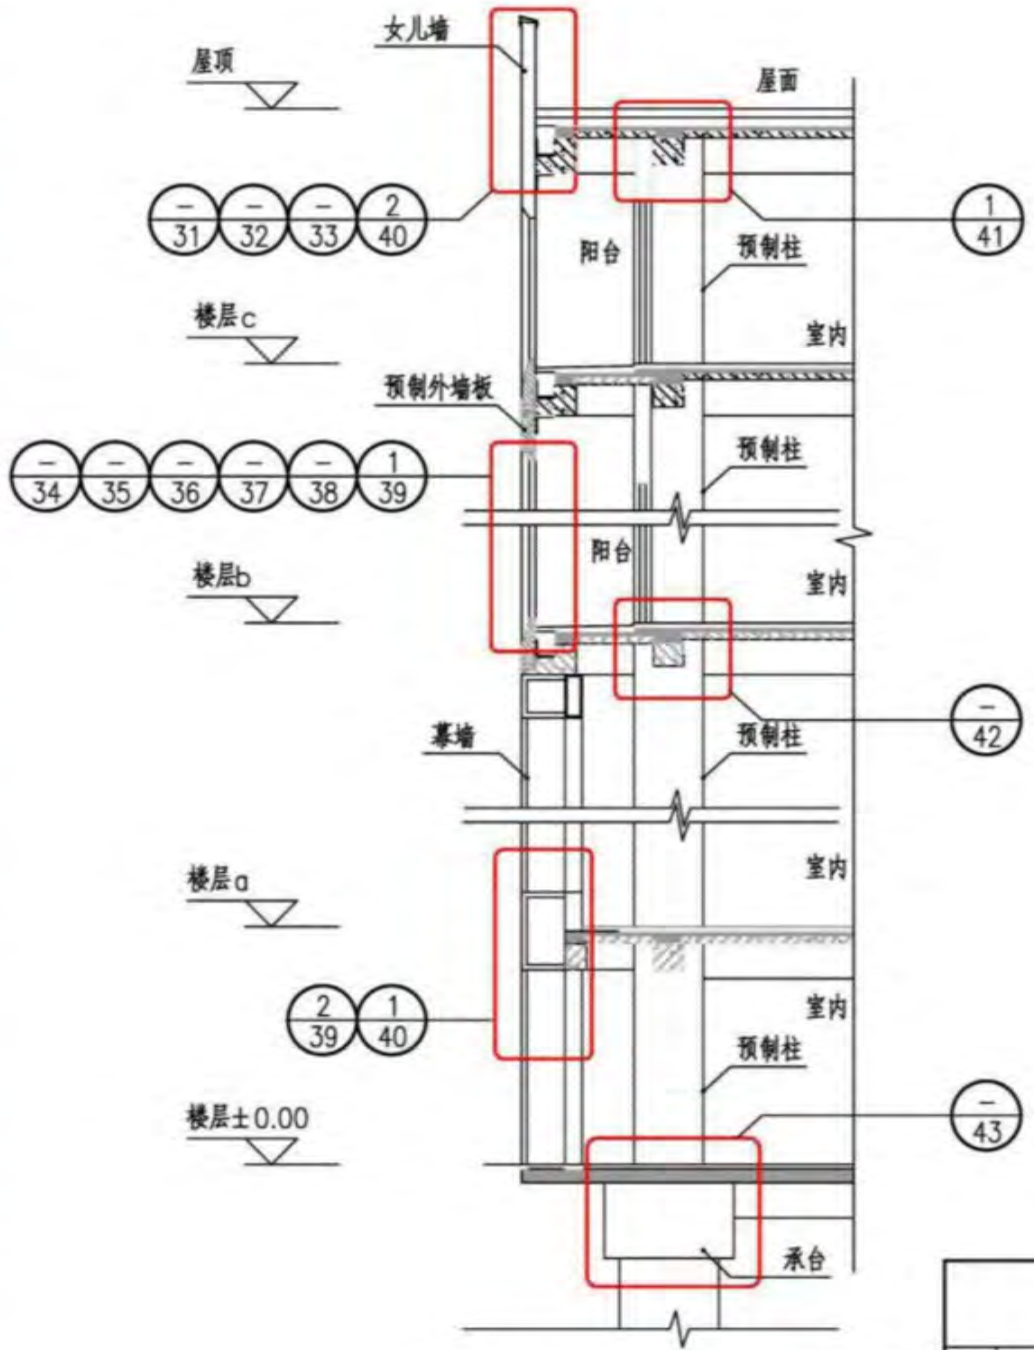 女儿墙
屋顶
屋面
- - - 2
31 32 33 40
1
41
阳台
预制柱
楼层c
室内
预制外墙板
- - - - - 1
34 35 36 37 38 39
预制柱
阳台
楼层b
室内
-
42
幕墙
预制柱
楼层a
室内
2 1
39 40
室内
预制柱
楼层±0.00
-
43
承台